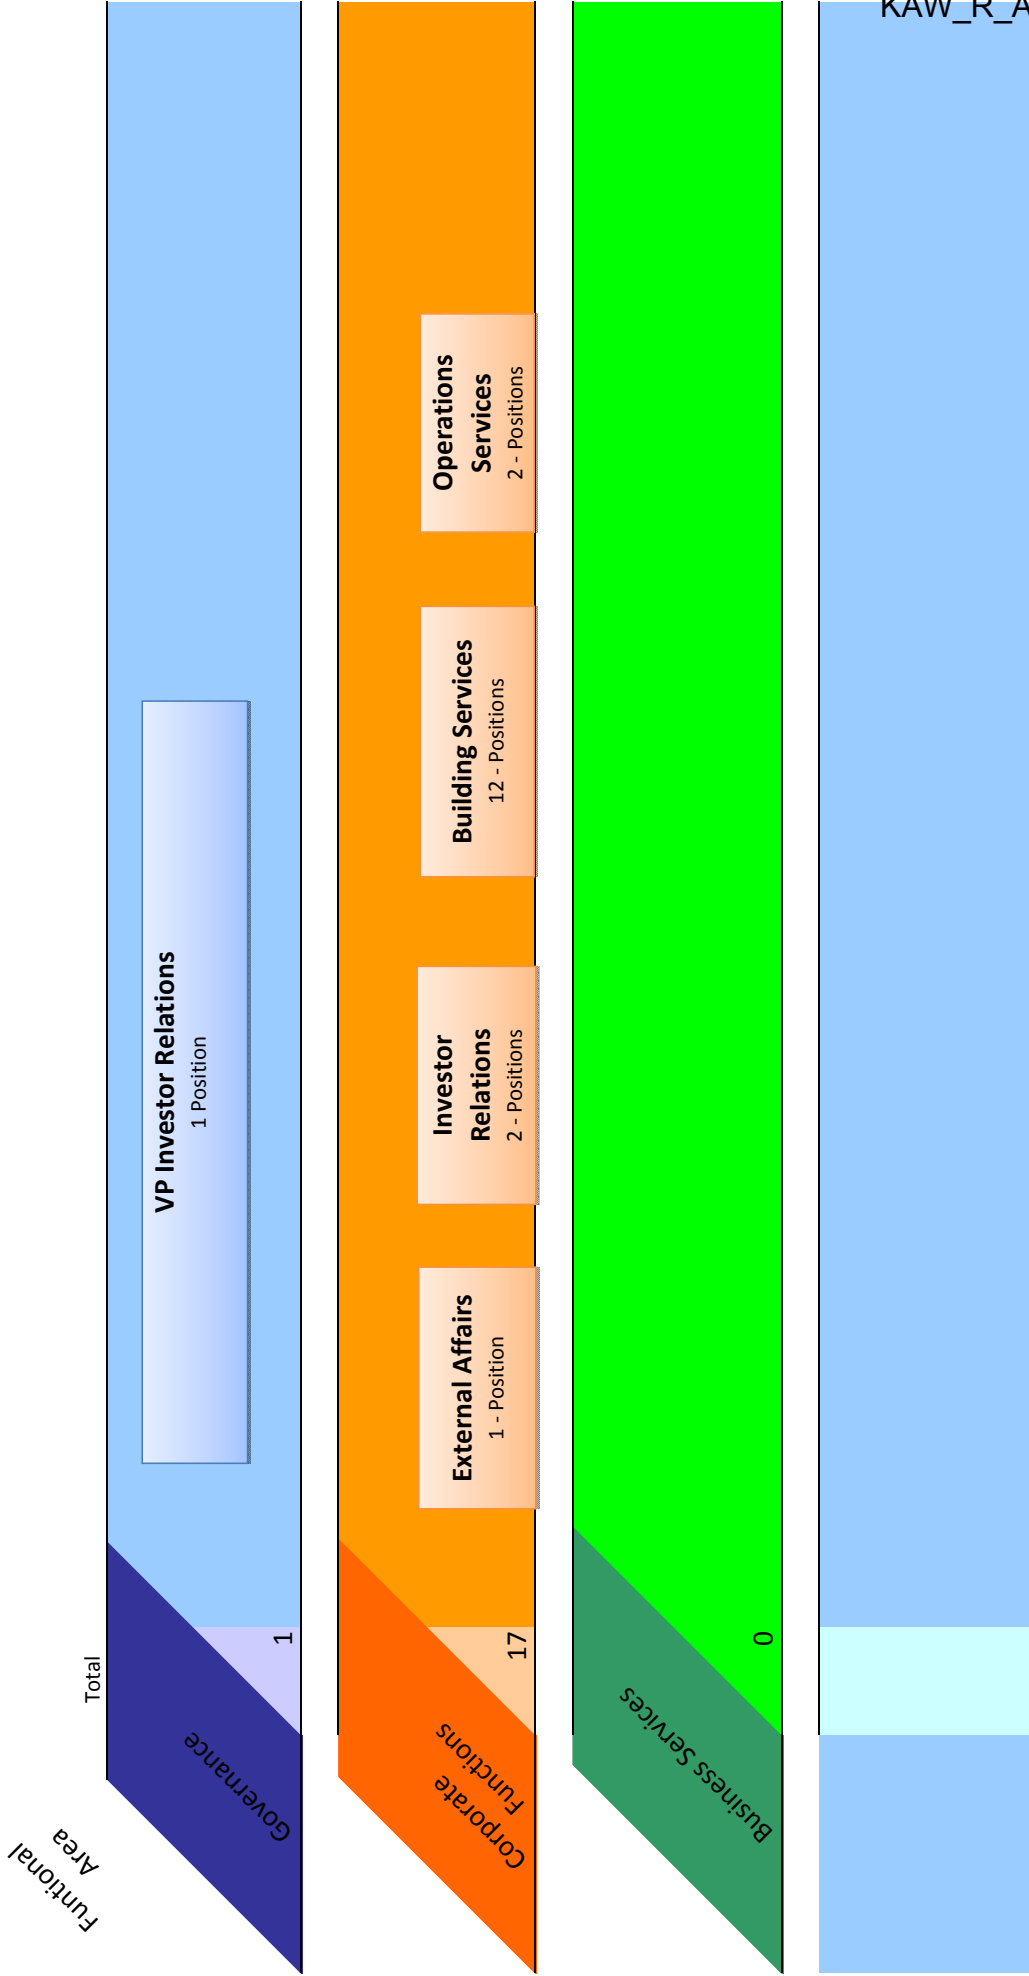 KAW_R_A
Funtional
Area
Total
Governance
1
VP Investor Relations
1 Position
Corporate
Functions
17
External Affairs
1 - Position
Investor
Relations
2 - Positions
Building Services
12 - Positions
Operations
Services
2 - Positions
Business Services
0